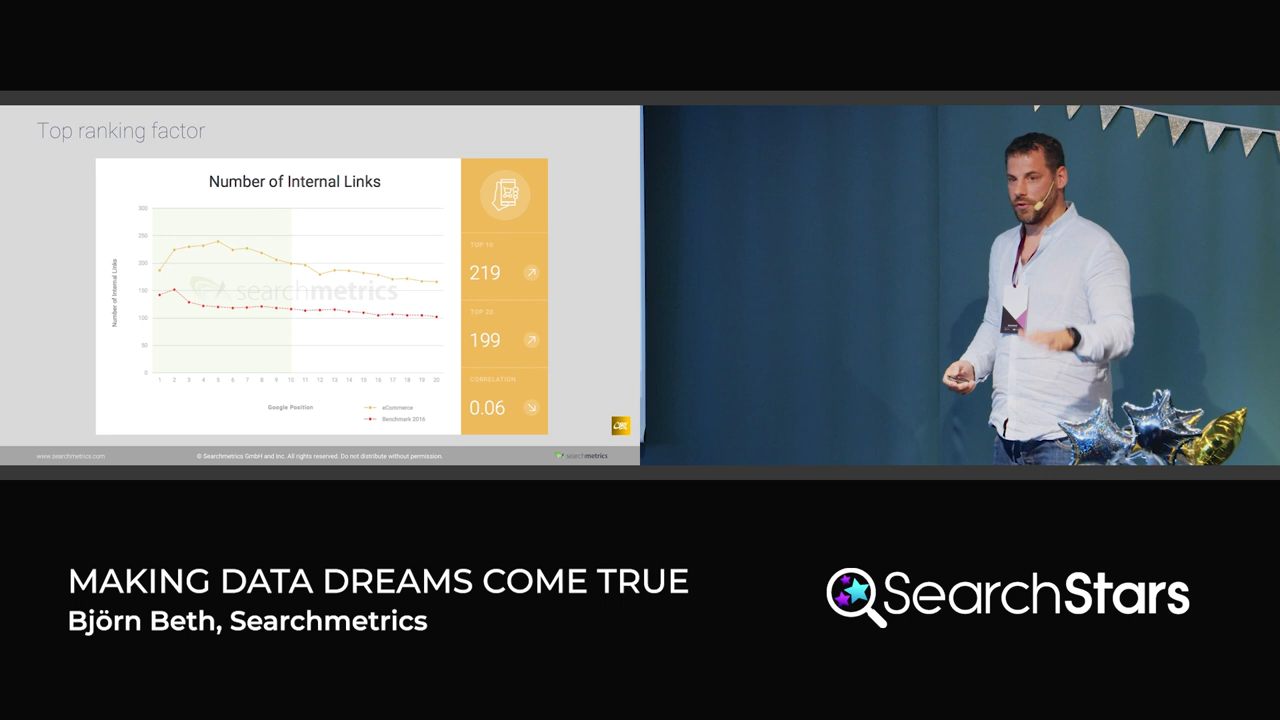 Top ranking factor
Number of Internal Links
300
250
200
150
100
50
0
Number of Internal Links
searchmetrics
1 2 3 4 5 6 7 8 9 10 11 12 13 14 15 16 17 18 19 20
Google Position
eCommerce
Benchmark 2016
TOP 10
219
TOP 20
199
CORRELATION
0.06
www.searchmetrics.com
© Searchmetrics GmbH and Inc. All rights reserved. Do not distribute without permission.
searchmetrics
MAKING DATA DREAMS COME TRUE
Björn Beth, Searchmetrics
SearchStars